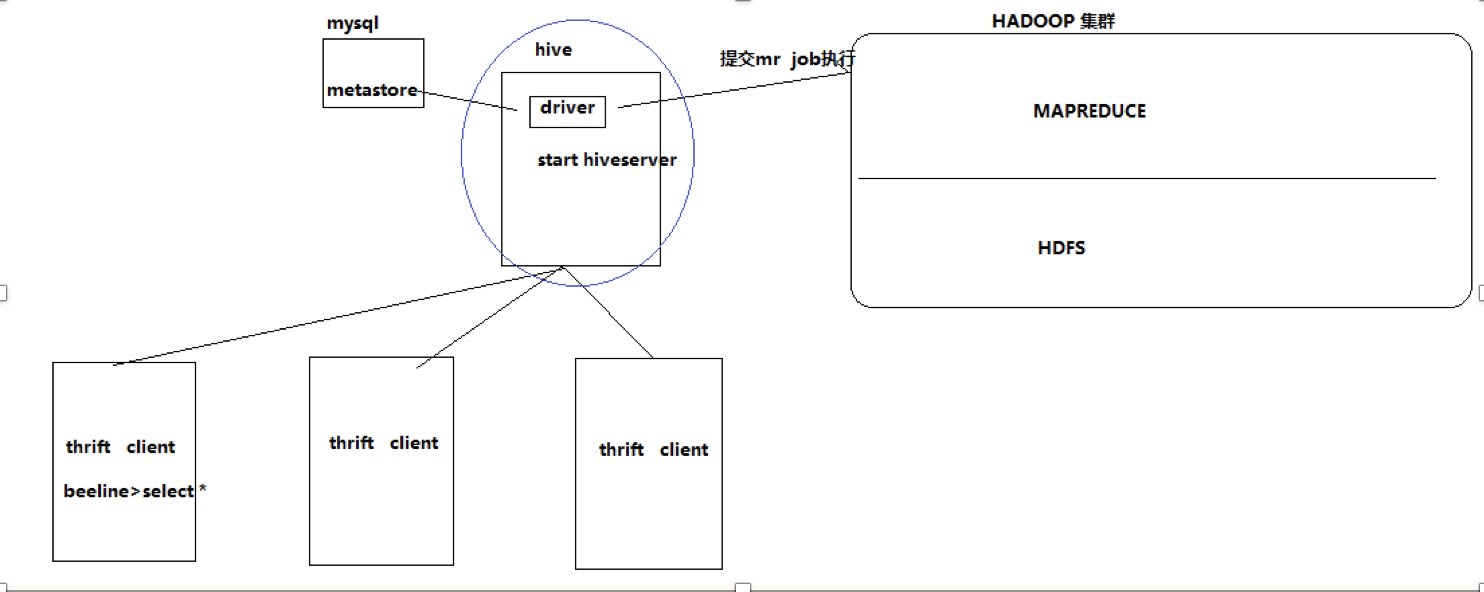 mysql
metastore
hive
driver
start hiveserver
提交mr job执行
HADOOP 集群
MAPREDUCE
HDFS
thrift client
beeline>select *
thrift client
thrift client